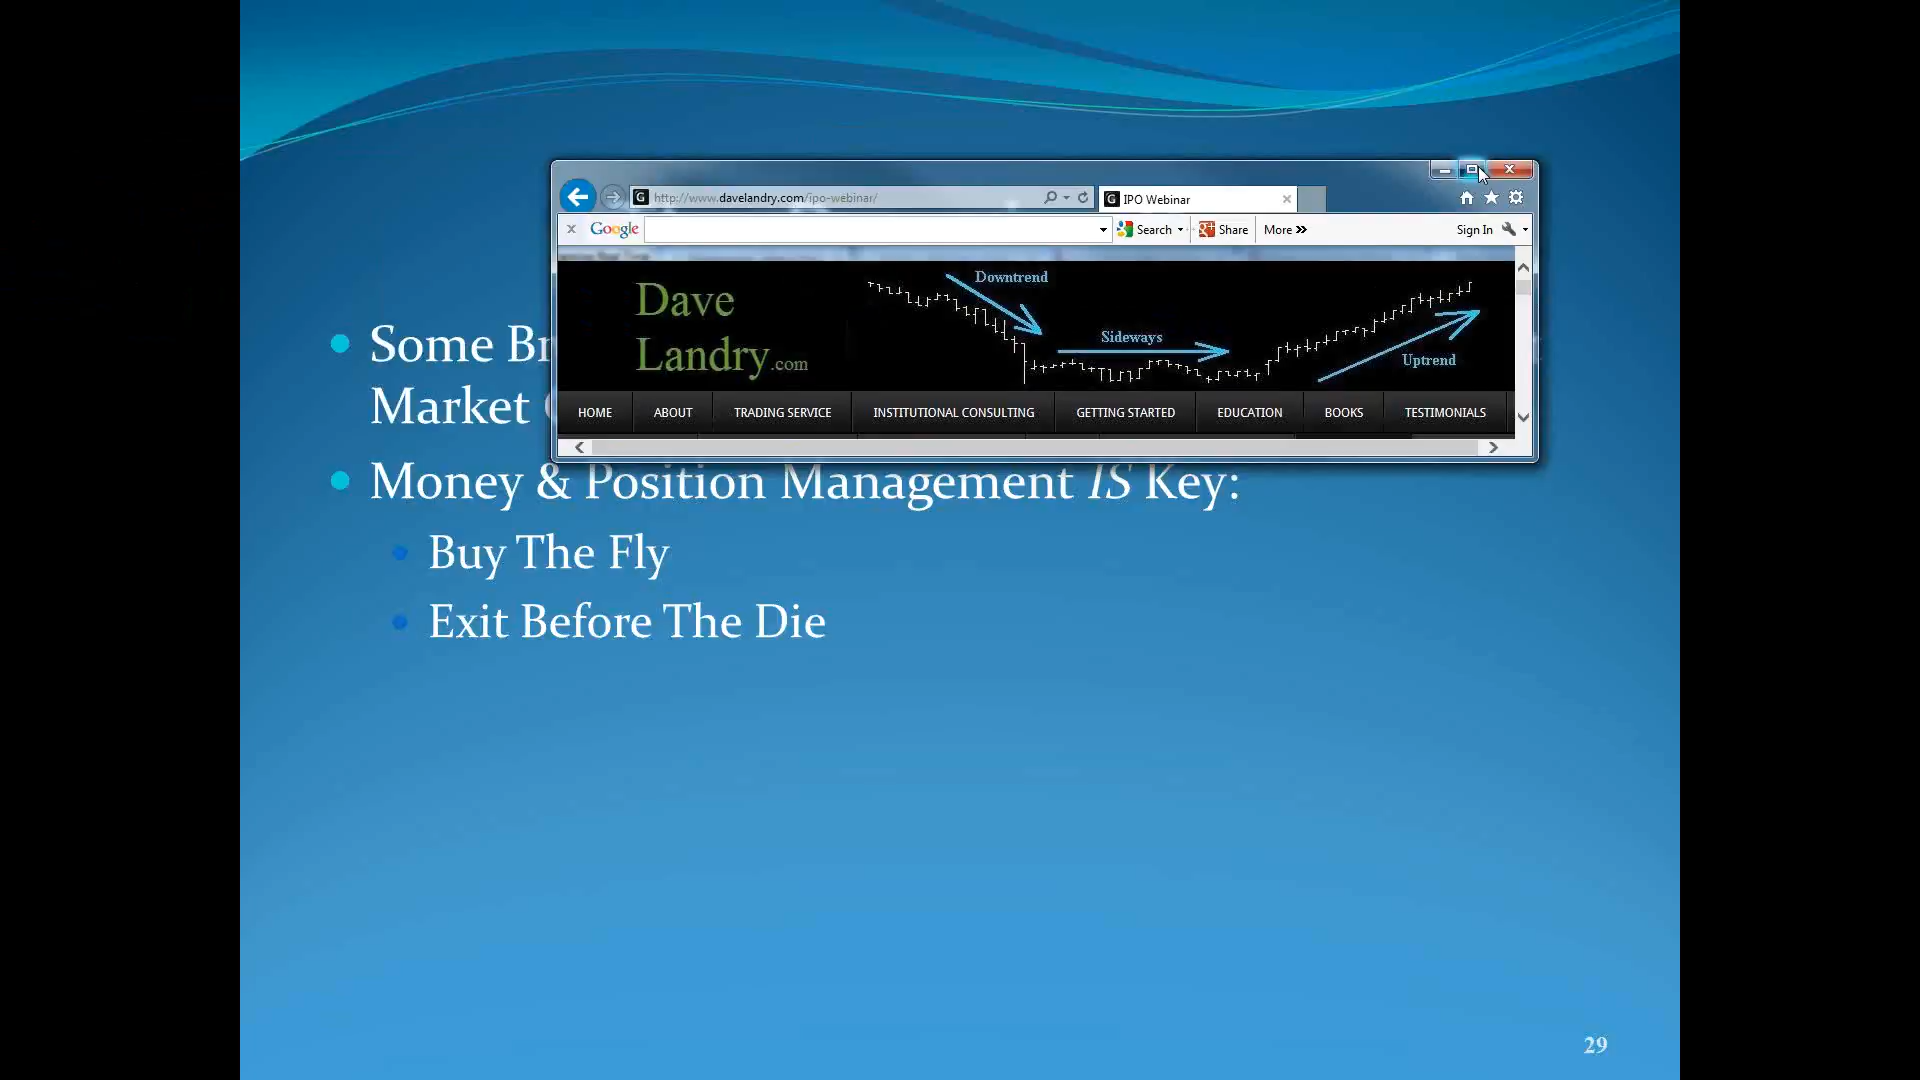 http://www.davelandry.com/ipo-webinar/
IPO Webinar
Google
Search
Share
More »
Sign In
Dave
Landry.com
Downtrend
Sideways
Uptrend
HOME ABOUT TRADING SERVICE INSTITUTIONAL CONSULTING GETTING STARTED EDUCATION BOOKS TESTIMONIALS
Some
Market
Money & Position Management IS Key:
Buy The Fly
Exit Before The Die
29